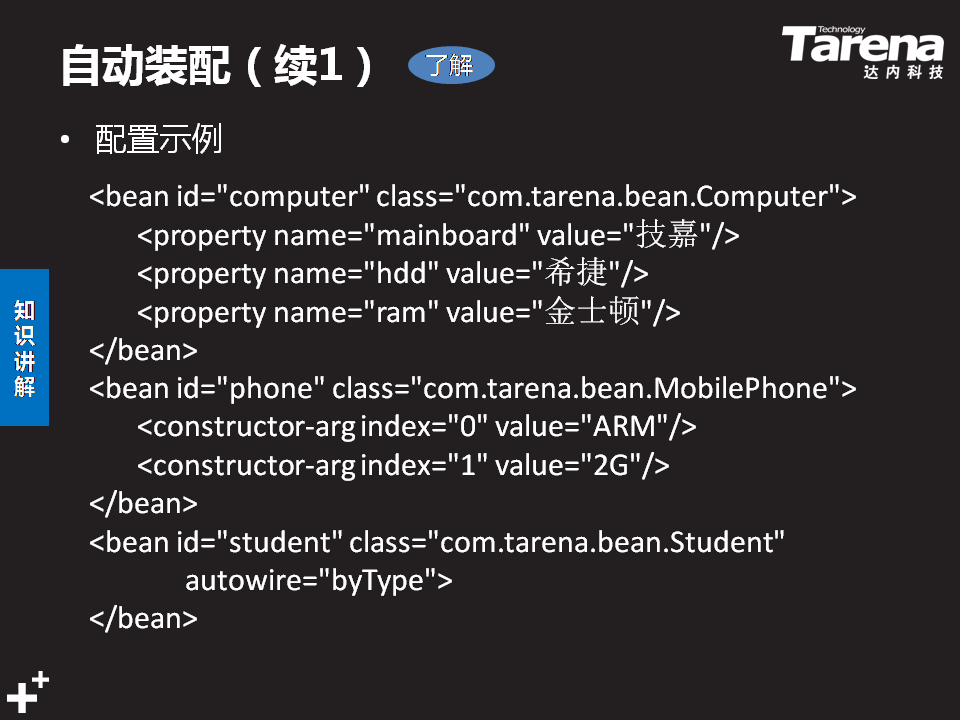 自动装配（续1）
了解
Technology
Tarena
达内科技
• 配置示例
<bean id="computer" class="com.tarena.bean.Computer">
<property name="mainboard" value="技嘉"/>
<property name="hdd" value="希捷"/>
<property name="ram" value="金士顿"/>
</bean>
<bean id="phone" class="com.tarena.bean.MobilePhone">
<constructor-arg index="0" value="ARM"/>
<constructor-arg index="1" value="2G"/>
</bean>
<bean id="student" class="com.tarena.bean.Student"
autowire="byType">
</bean>
知识讲解